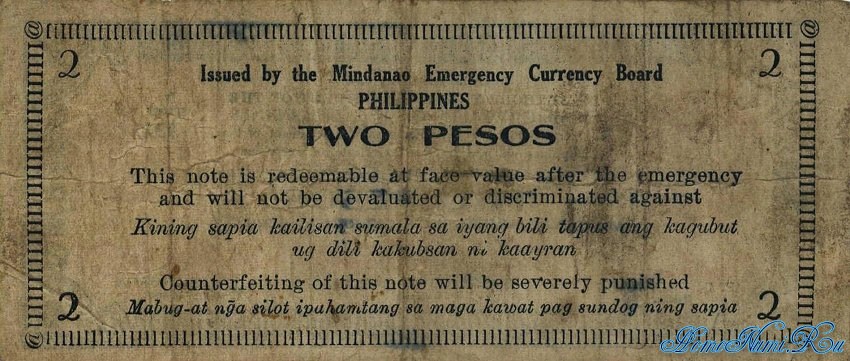 2 2
Issued by the Mindanao Emergency Currency Board
PHILIPPINES
TWO PESOS
This note is redeemable at face value after the emergency
and will not be devaluated or discriminated against
Kining sapia kailisan sumala sa iyang bili tapus ang kagubut
ug dili kakubsan ni kaayran
Counterfeiting of this note will be severely punished
Mabug-at ng̃a silot ipahamtang sa maga kawat pag sundog ning sapia
2 2
HomeNum.Ru